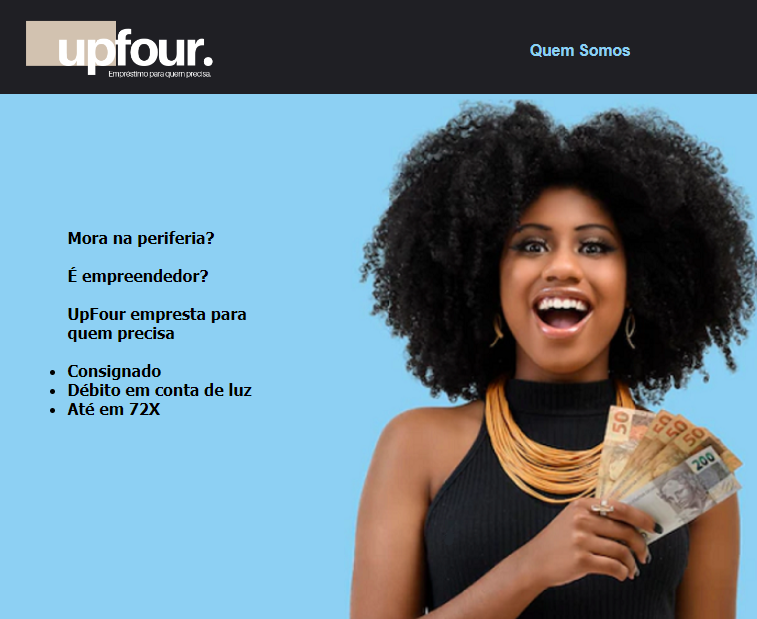 upfour.
Empréstimo para quem precisa.
Quem Somos
Mora na periferia?
É empreendedor?
UpFour empresta para
quem precisa
• Consignado
• Débito em conta de luz
• Até em 72X
50
50
50
50
200